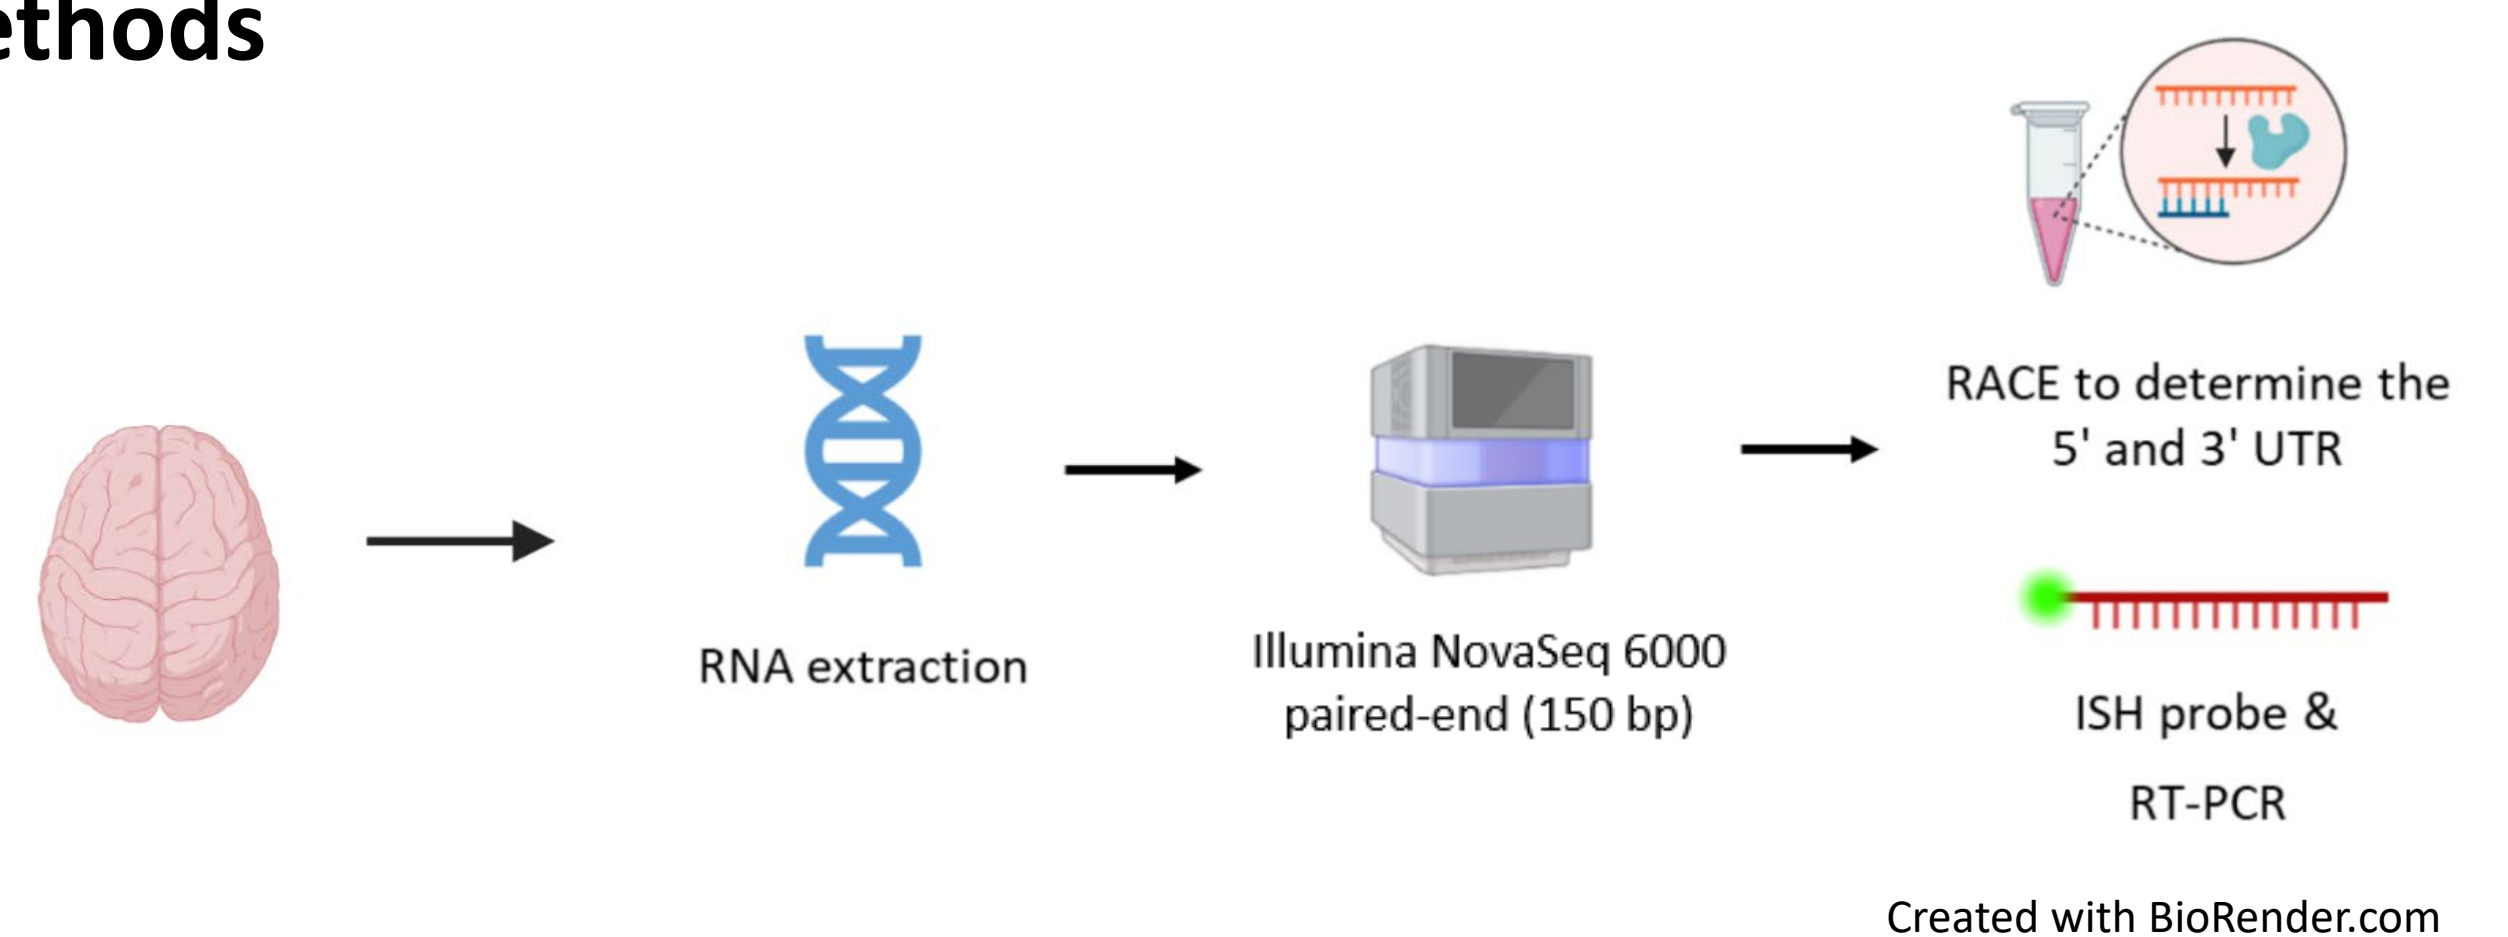 ethods
RNA extraction
Illumina NovaSeq 6000
paired-end (150 bp)
RACE to determine the
5' and 3' UTR
ISH probe &
RT-PCR
Created with BioRender.com